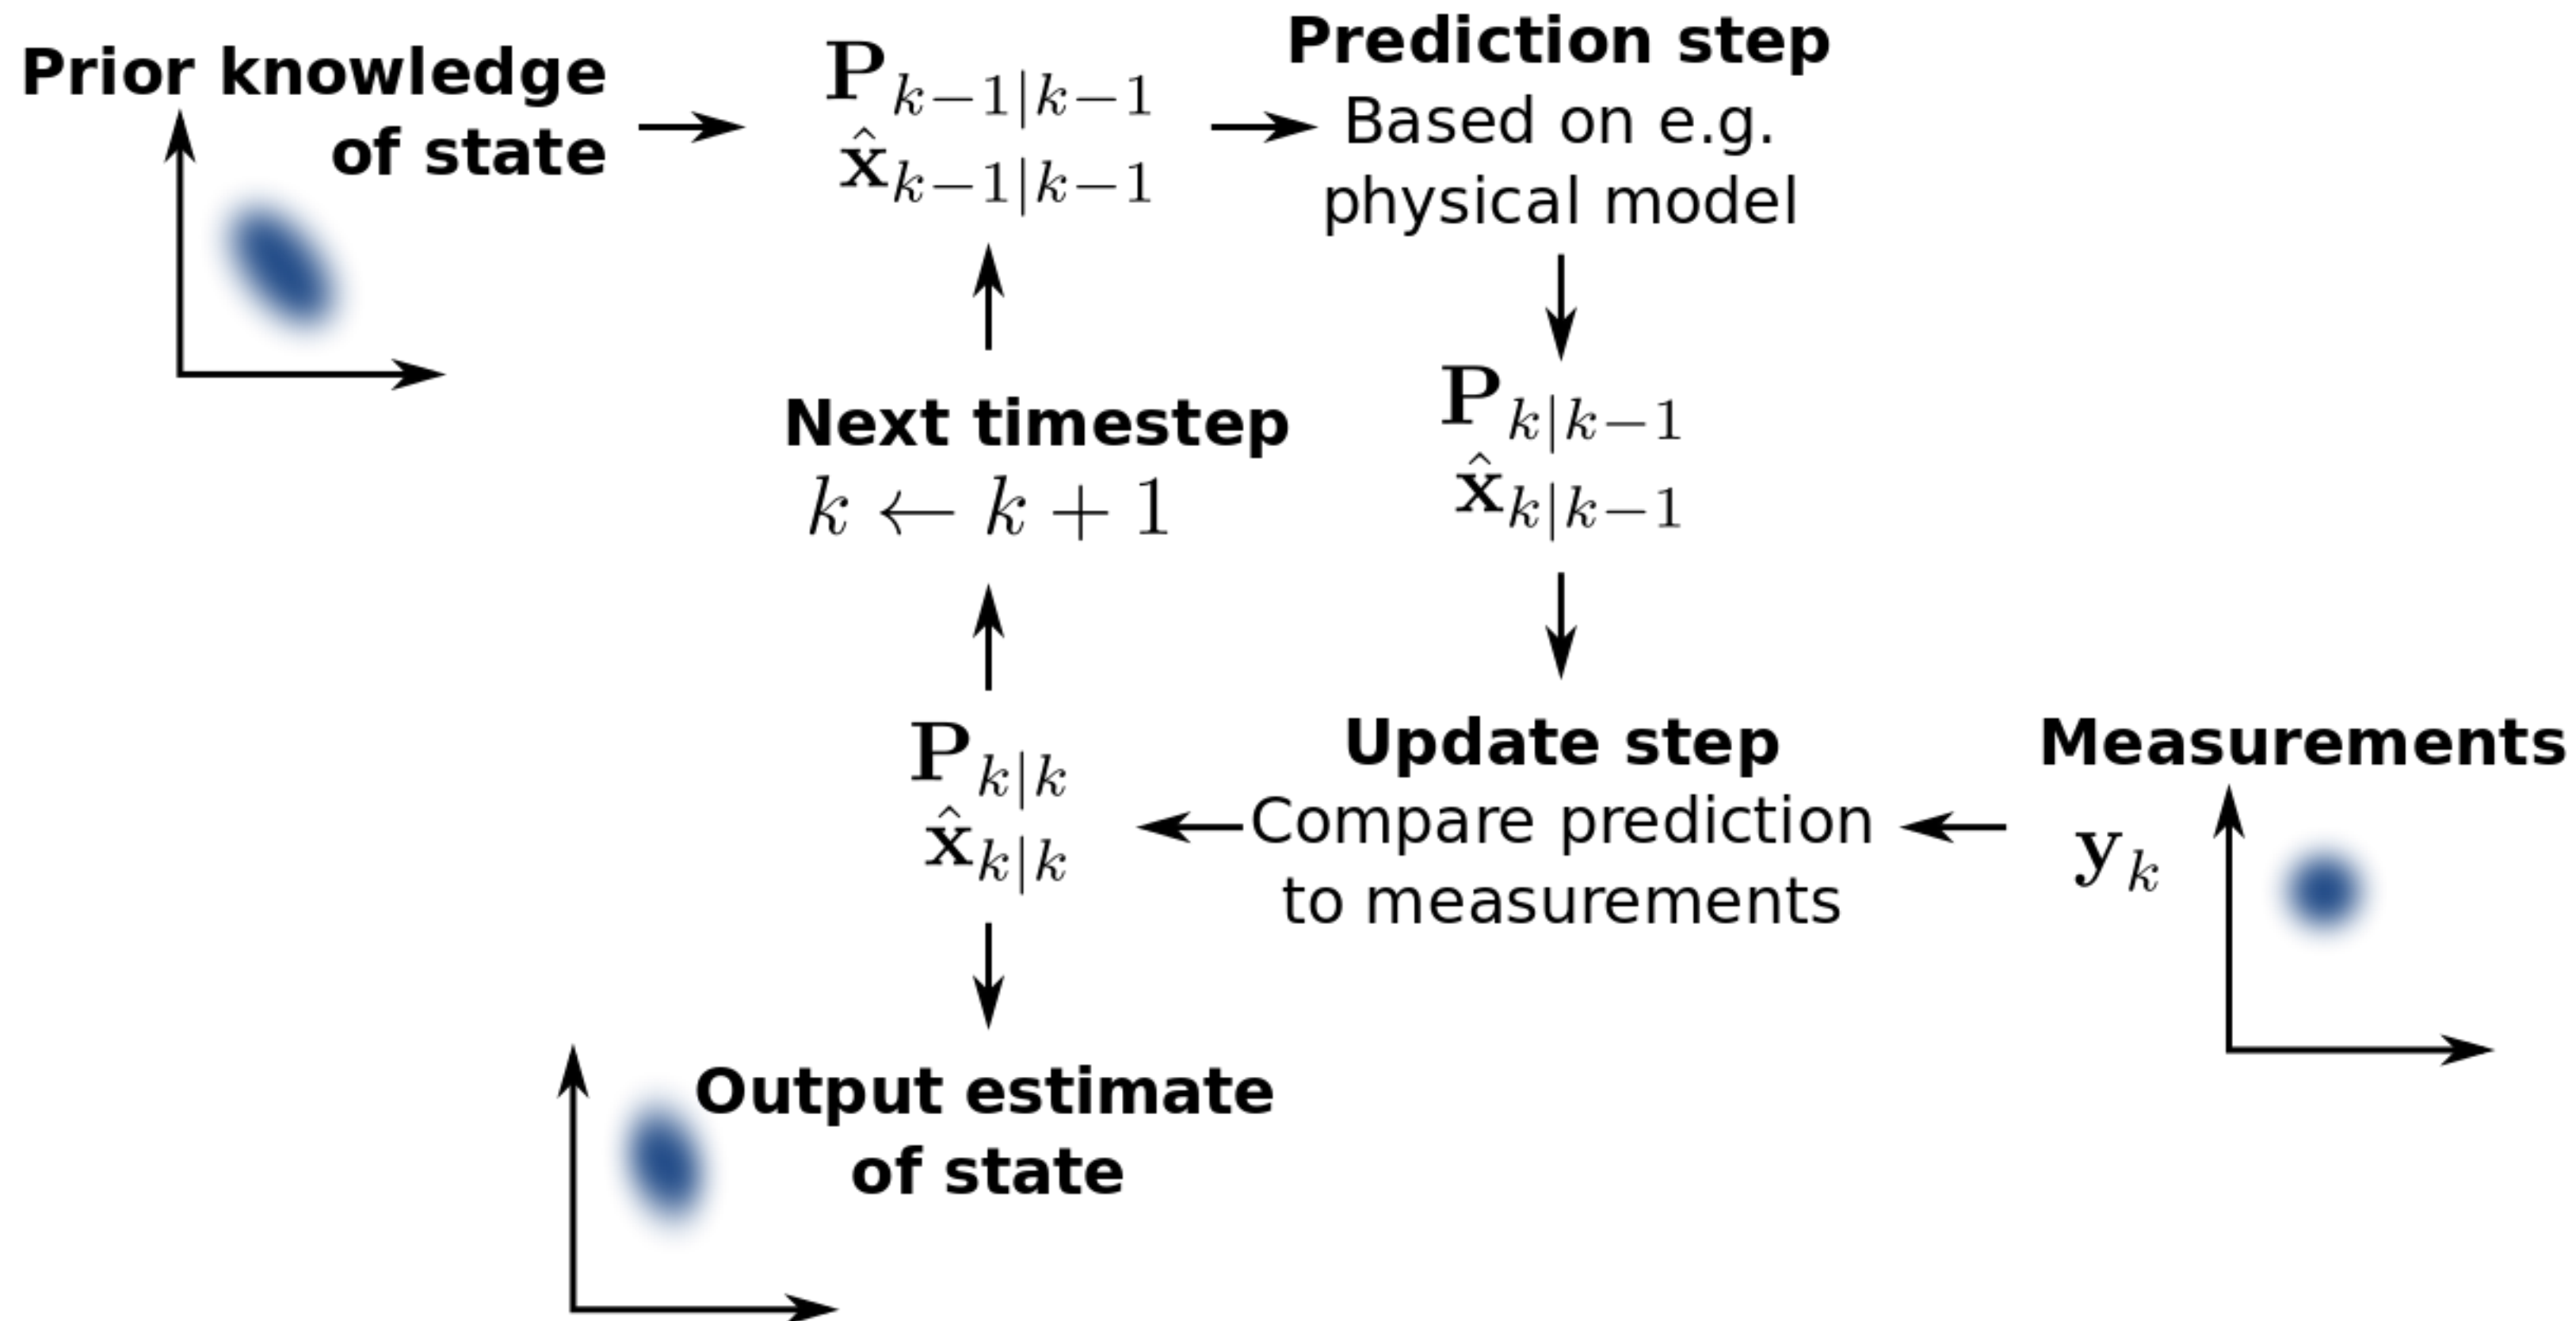 Prior knowledge
of state
P_{k−1|k−1}
x̂_{k−1|k−1}
Prediction step
Based on e.g.
physical model
Next timestep
k ← k + 1
P_{k|k−1}
x̂_{k|k−1}
P_{k|k}
x̂_{k|k}
Update step
Compare prediction
to measurements
Measurements
y_k
Output estimate
of state